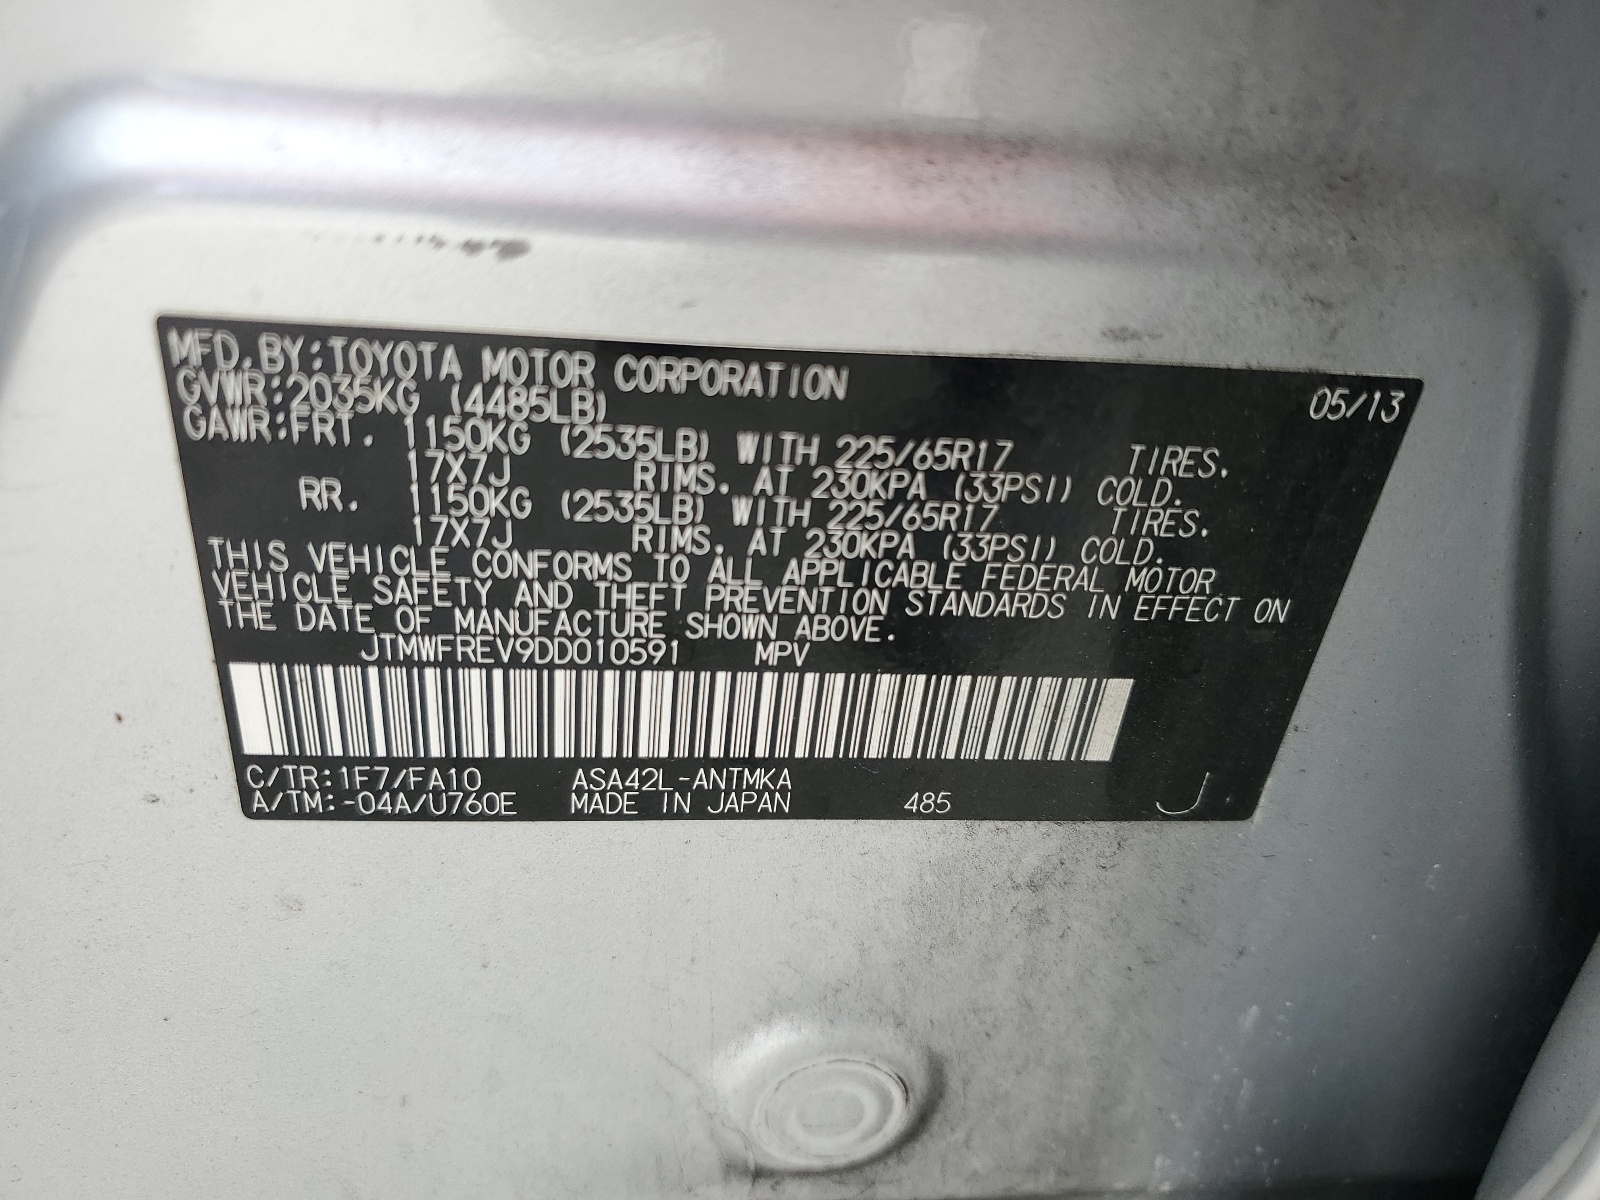 MFD. BY: TOYOTA MOTOR CORPORATION 05/13
GVWR: 2035KG (4485LB)
GAWR: FRT. 1150KG (2535LB) WITH 225/65R17 TIRES.
17X7J RIMS. AT 230KPA (33PSI) COLD.
RR. 1150KG (2535LB) WITH 225/65R17 TIRES.
17X7J RIMS. AT 230KPA (33PSI) COLD.
THIS VEHICLE CONFORMS TO ALL APPLICABLE FEDERAL MOTOR
VEHICLE SAFETY AND THEFT PREVENTION STANDARDS IN EFFECT ON
THE DATE OF MANUFACTURE SHOWN ABOVE.
JTMWFREV9DD010591 MPV
C/TR: 1F7/FA10 ASA42L-ANTMKA
A/TM: -04A/U760E MADE IN JAPAN 485 J